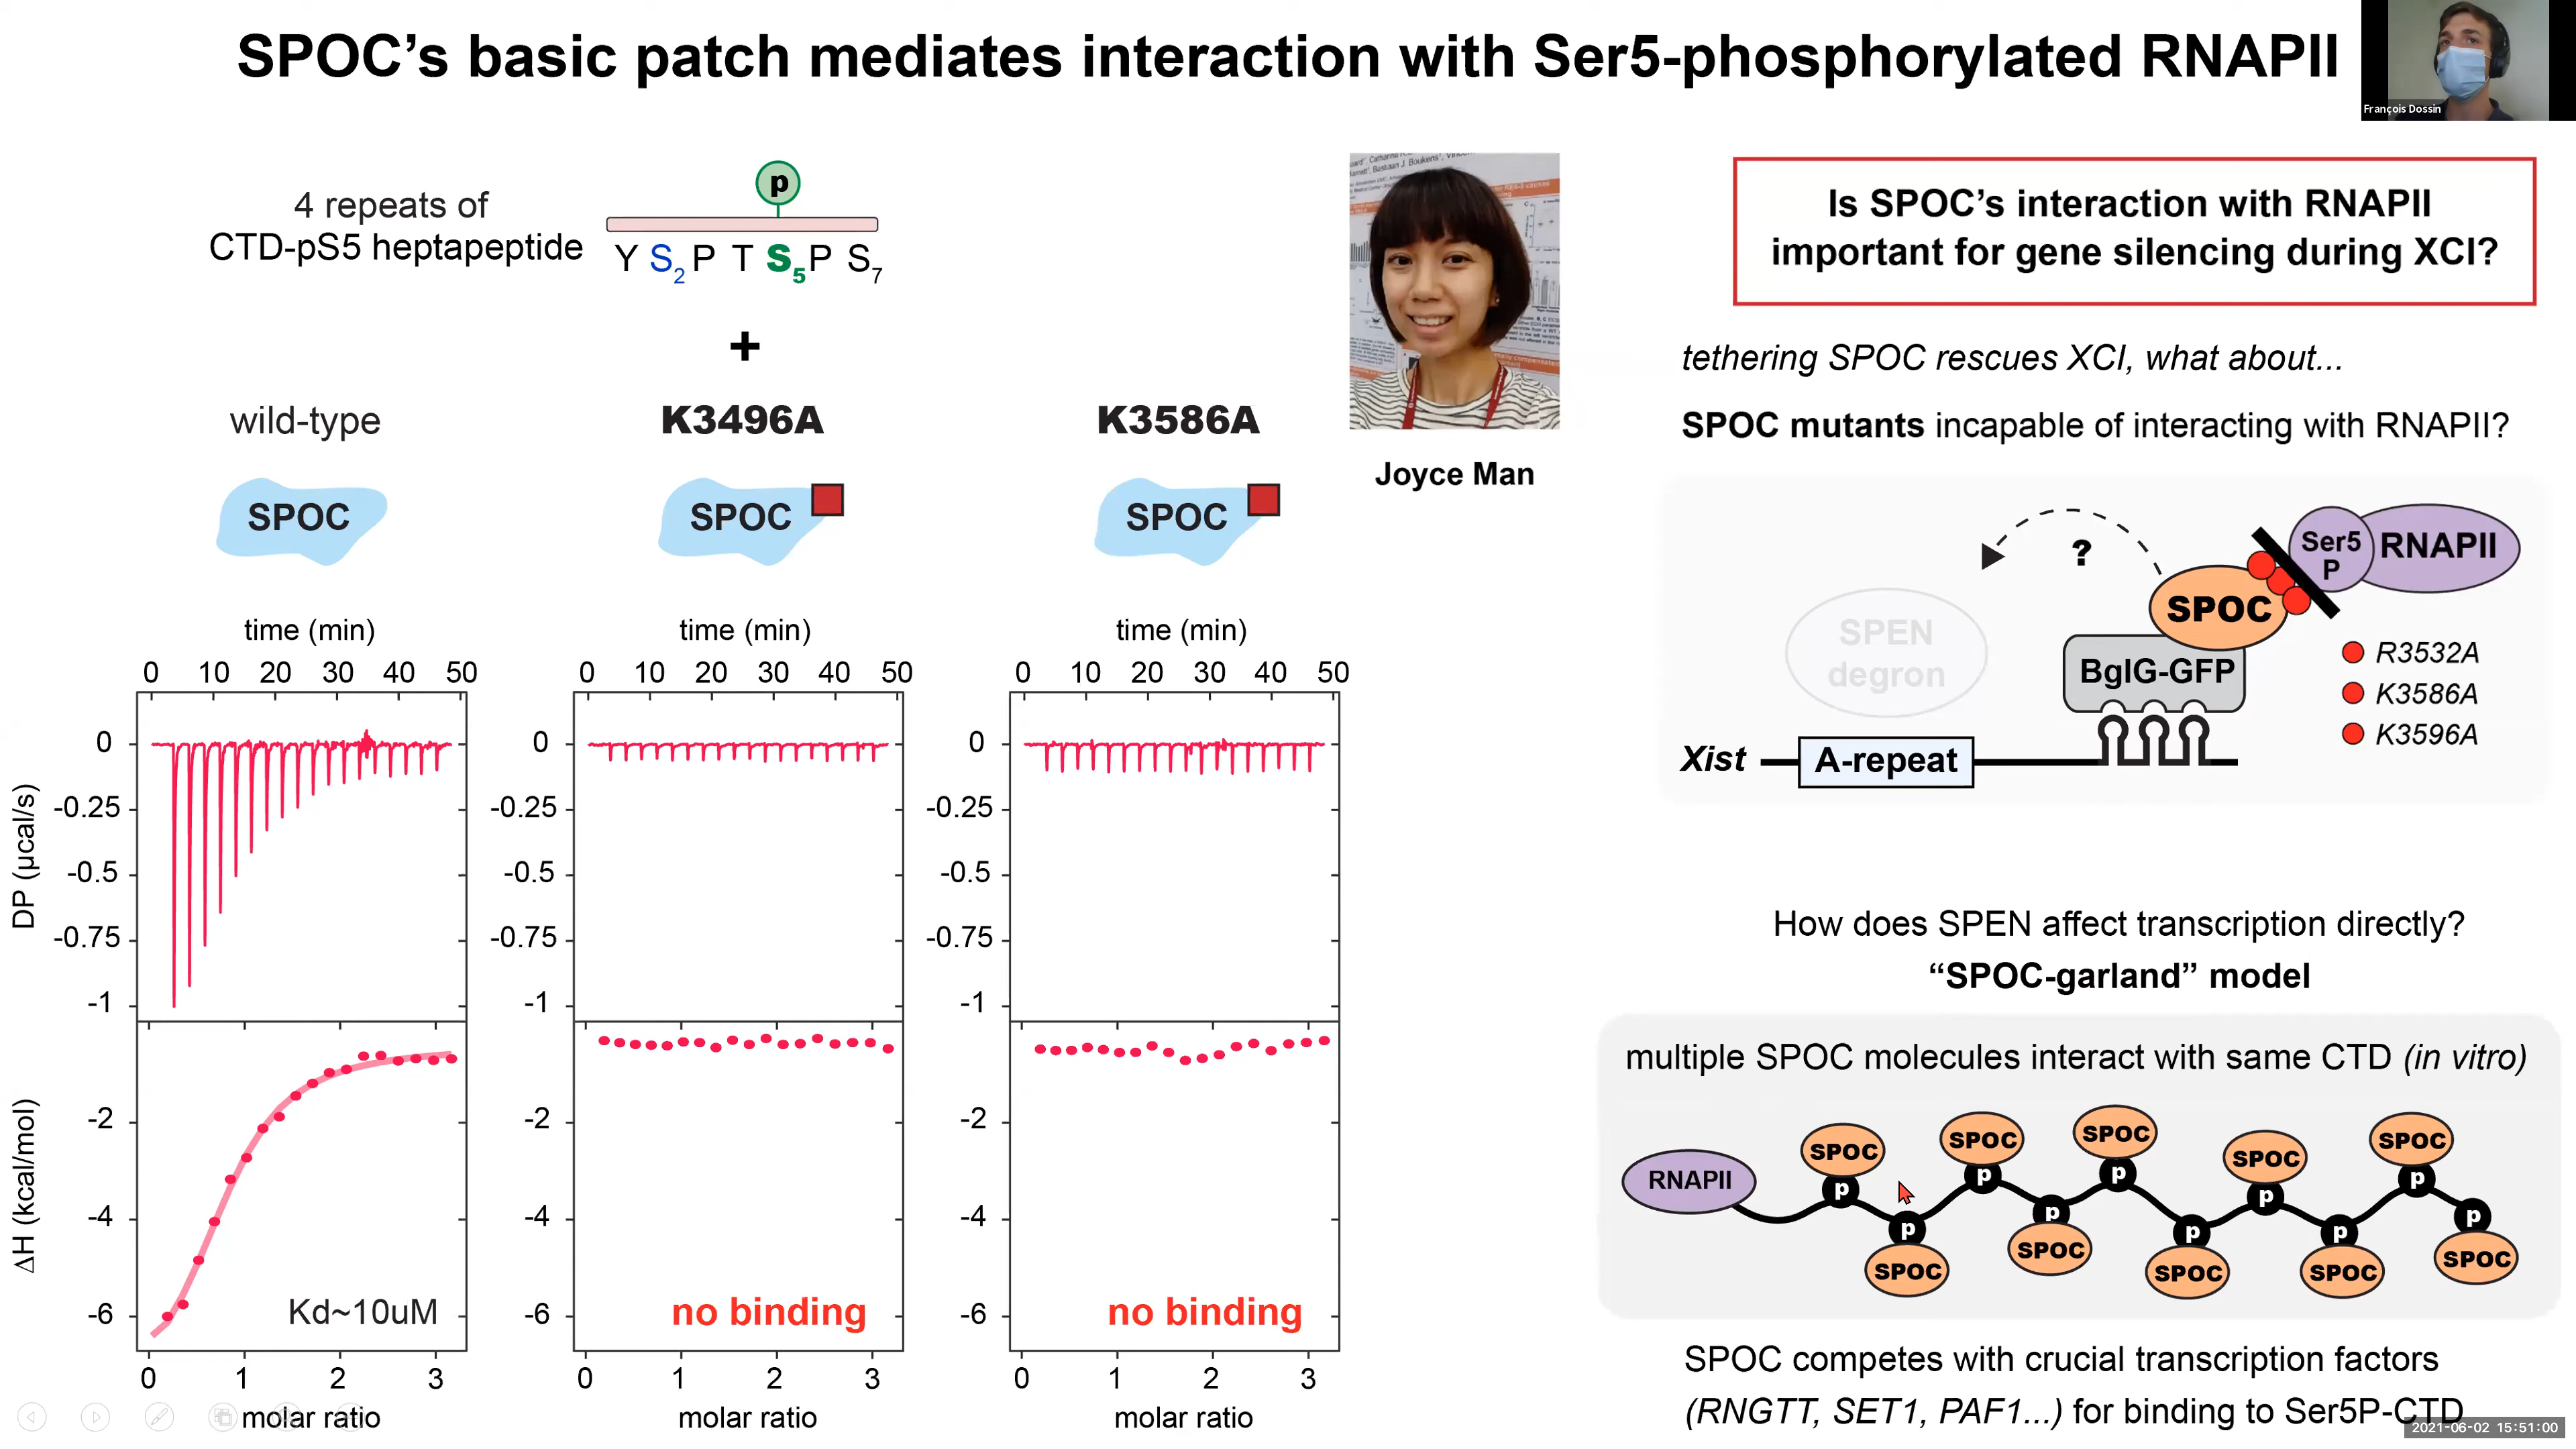 SPOC's basic patch mediates interaction with Ser5-phosphorylated RNAPII
François Dossin
4 repeats of
CTD-pS5 heptapeptide
p
Y S2 P T S5 P S7
+
wild-type
K3496A
K3586A
SPOC
SPOC
SPOC
Joyce Man
time (min)
0 10 20 30 40 50
time (min)
0 10 20 30 40 50
time (min)
0 10 20 30 40 50
DP (µcal/s)
0
-0.25
-0.5
-0.75
-1
0
-0.25
-0.5
-0.75
-1
0
-0.25
-0.5
-0.75
-1
ΔH (kcal/mol)
-2
-4
-6
Kd~10uM
-2
-4
-6
no binding
-2
-4
-6
no binding
0 1 2 3
molar ratio
0 1 2 3
molar ratio
0 1 2 3
molar ratio
Is SPOC's interaction with RNAPII
important for gene silencing during XCI?
tethering SPOC rescues XCI, what about...
SPOC mutants incapable of interacting with RNAPII?
?
Ser5
P
RNAPII
SPOC
SPEN
degron
BglG-GFP
R3532A
K3586A
K3596A
Xist
A-repeat
How does SPEN affect transcription directly?
“SPOC-garland” model
multiple SPOC molecules interact with same CTD (in vitro)
RNAPII
SPOC
SPOC
SPOC
SPOC
SPOC
p
p
p
p
p
p
p
p
p
p
SPOC
SPOC
SPOC
SPOC
SPOC
SPOC competes with crucial transcription factors
(RNGTT, SET1, PAF1...) for binding to Ser5P-CTD
2021-06-02 15:51:00